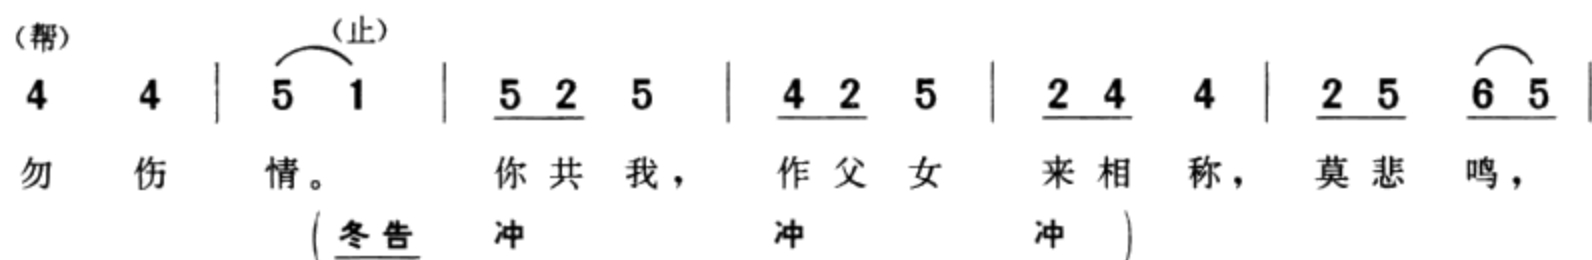 （帮） （止）
4 4 | 5 1 | 5 2 5 | 4 2 5 | 2 4 4 | 2 5 6 5 |
勿 伤 情。 你 共 我， 作 父 女 来 相 称， 莫 悲 鸣，
（ 冬 告 冲 冲 冲 ）